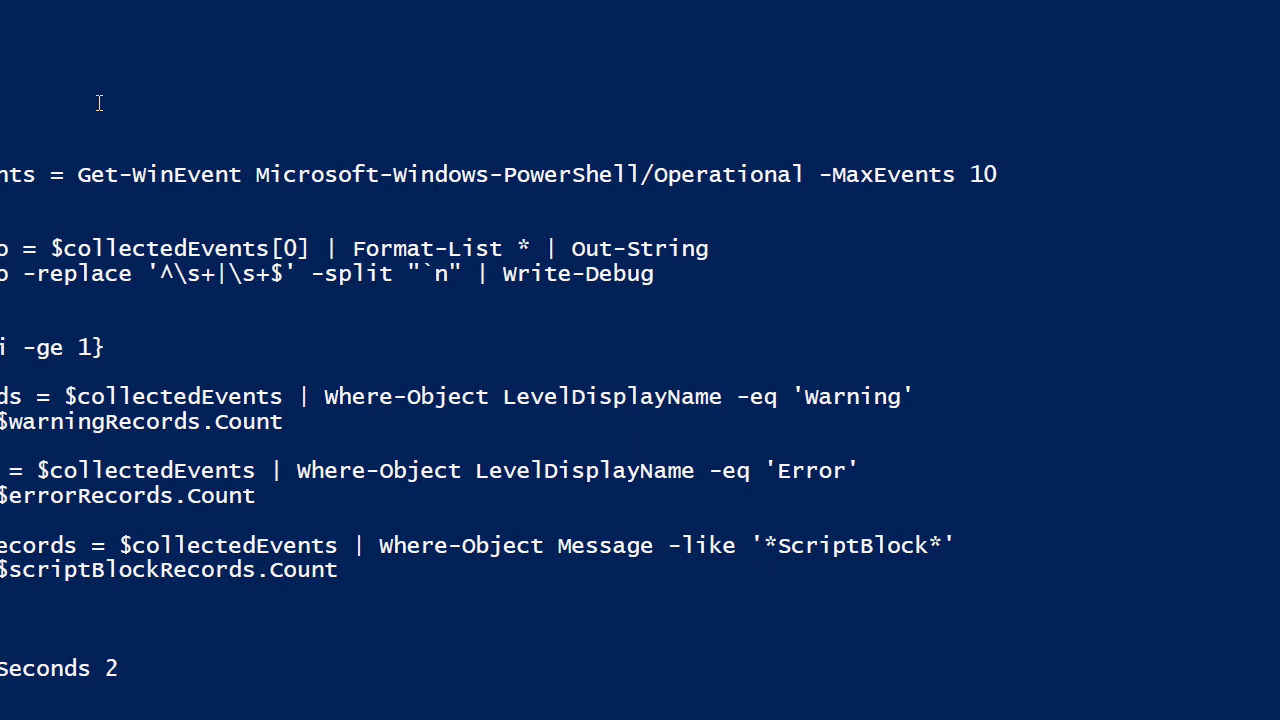 nts = Get-WinEvent Microsoft-Windows-PowerShell/Operational -MaxEvents 10
o = $collectedEvents[0] | Format-List * | Out-String
o -replace '^\s+|\s+$' -split "`n" | Write-Debug
i -ge 1}
ds = $collectedEvents | Where-Object LevelDisplayName -eq 'Warning'
$warningRecords.Count
= $collectedEvents | Where-Object LevelDisplayName -eq 'Error'
$errorRecords.Count
ecords = $collectedEvents | Where-Object Message -like '*ScriptBlock*'
$scriptBlockRecords.Count
Seconds 2